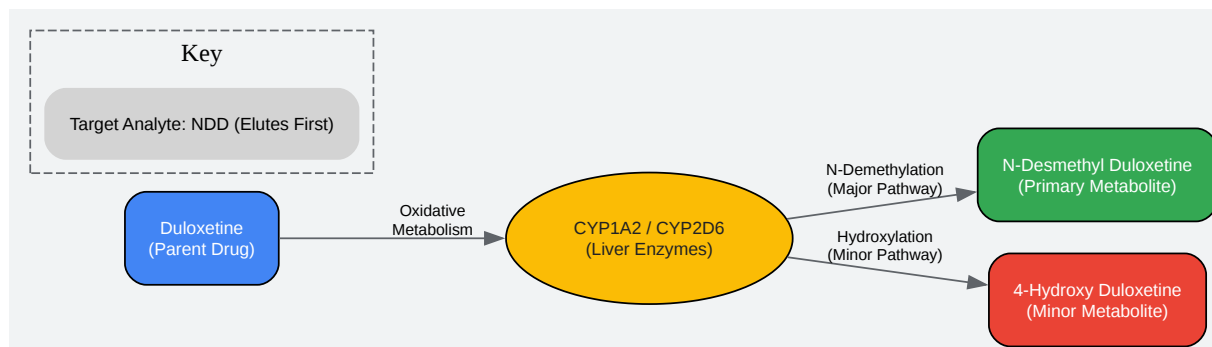 Key
Target Analyte: NDD (Elutes First)
Duloxetine
(Parent Drug)
Oxidative
Metabolism
CYP1A2 / CYP2D6
(Liver Enzymes)
N-Demethylation
(Major Pathway)
N-Desmethyl Duloxetine
(Primary Metabolite)
Hydroxylation
(Minor Pathway)
4-Hydroxy Duloxetine
(Minor Metabolite)